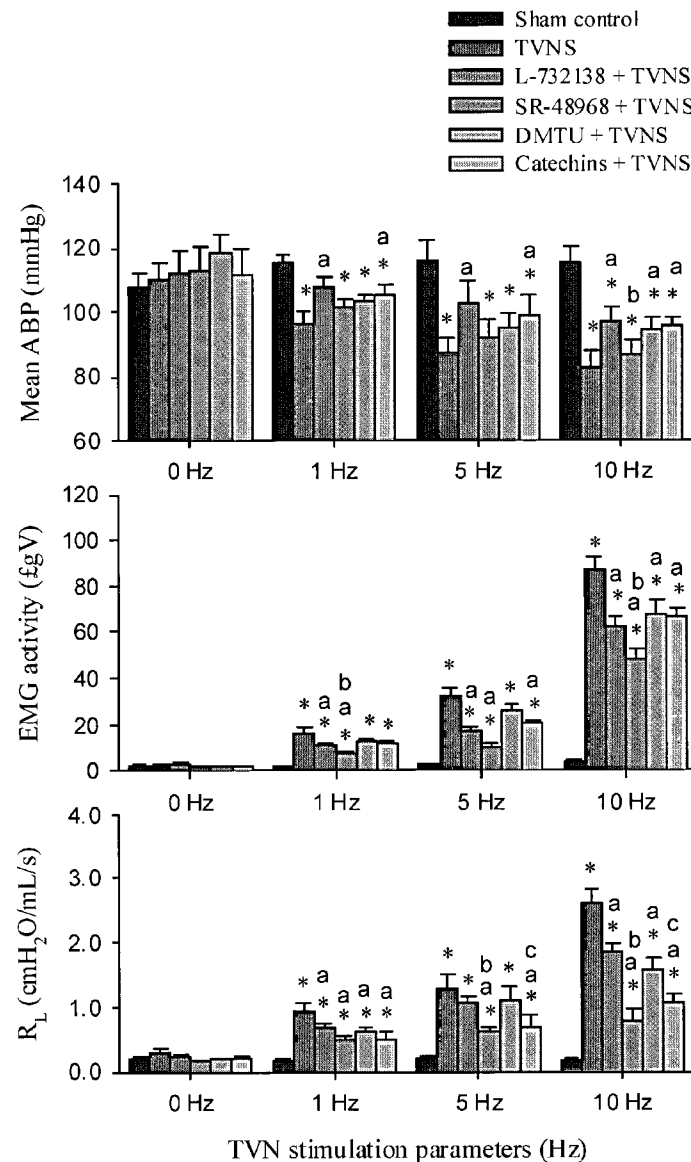 Sham control
TVNS
L-732138 + TVNS
SR-48968 + TVNS
DMTU + TVNS
Catechins + TVNS
Mean ABP (mmHg)
140
120
100
80
60
a
a
a
a
a
b
a
a
* * * * * * * * * * * * *
0 Hz
1 Hz
5 Hz
10 Hz
EMG activity (£gV)
120
100
80
60
40
20
0
* a* b a* * *
* a* a* * a*
* a* b a* a* a*
0 Hz
1 Hz
5 Hz
10 Hz
R_L (cmH₂O/mL/s)
4.0
3.0
2.0
1.0
0.0
* a* a* a* a*
* * b a* * c a*
* a* b a* a* c a*
0 Hz
1 Hz
5 Hz
10 Hz
TVN stimulation parameters (Hz)